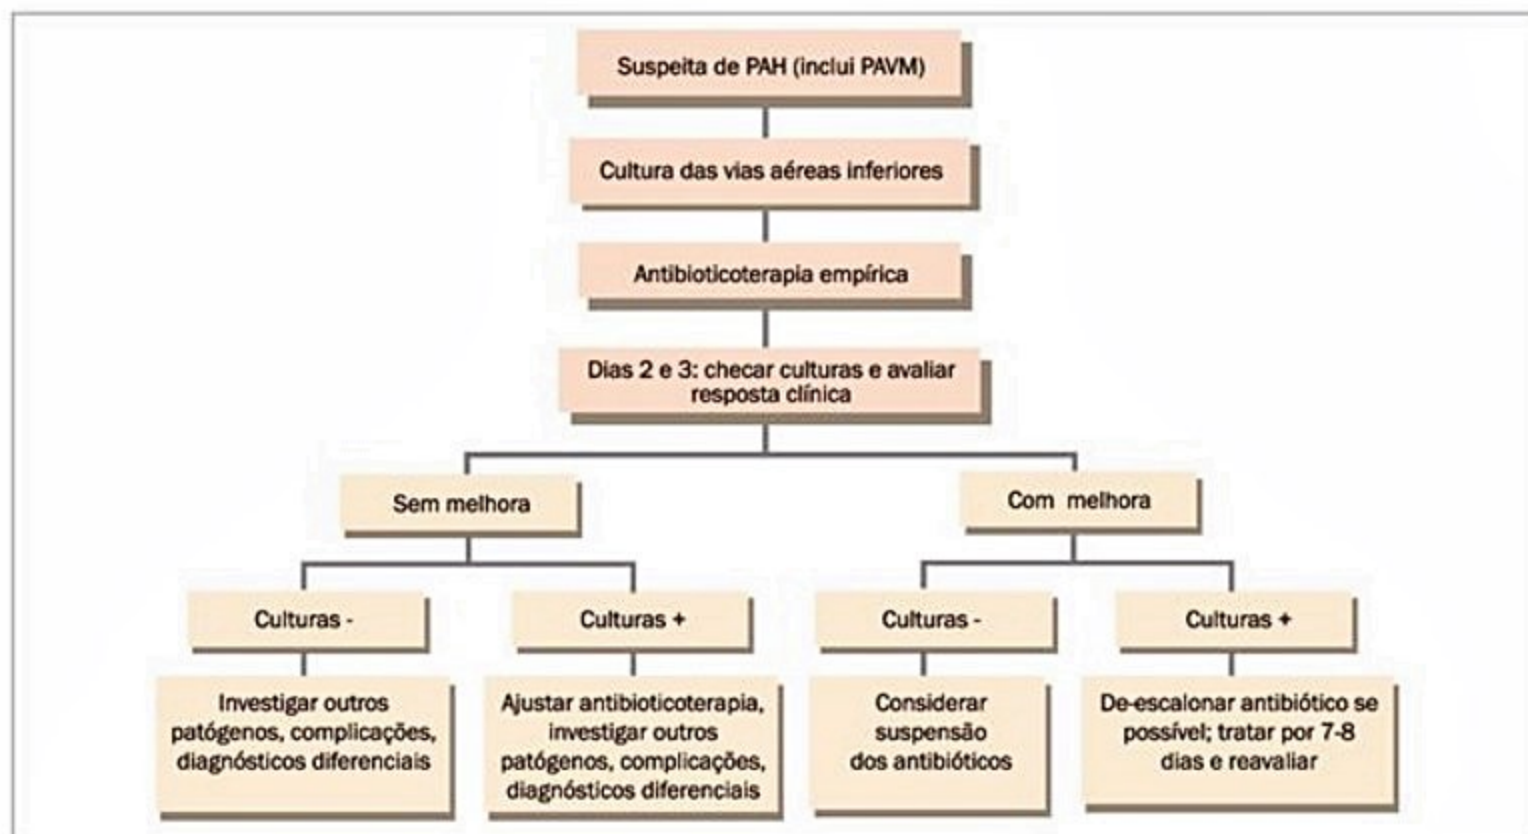 Suspeita de PAH (inclui PAVM)
Cultura das vias aéreas inferiores
Antibioticoterapia empírica
Dias 2 e 3: checar culturas e avaliar
resposta clínica
Sem melhora
Com melhora
Culturas -
Culturas +
Culturas -
Culturas +
Investigar outros
patógenos, complicações,
diagnósticos diferenciais
Ajustar antibioticoterapia,
investigar outros
patógenos, complicações,
diagnósticos diferenciais
Considerar
suspensão
dos antibióticos
De-escalonar antibiótico se
possível; tratar por 7-8
dias e reavaliar